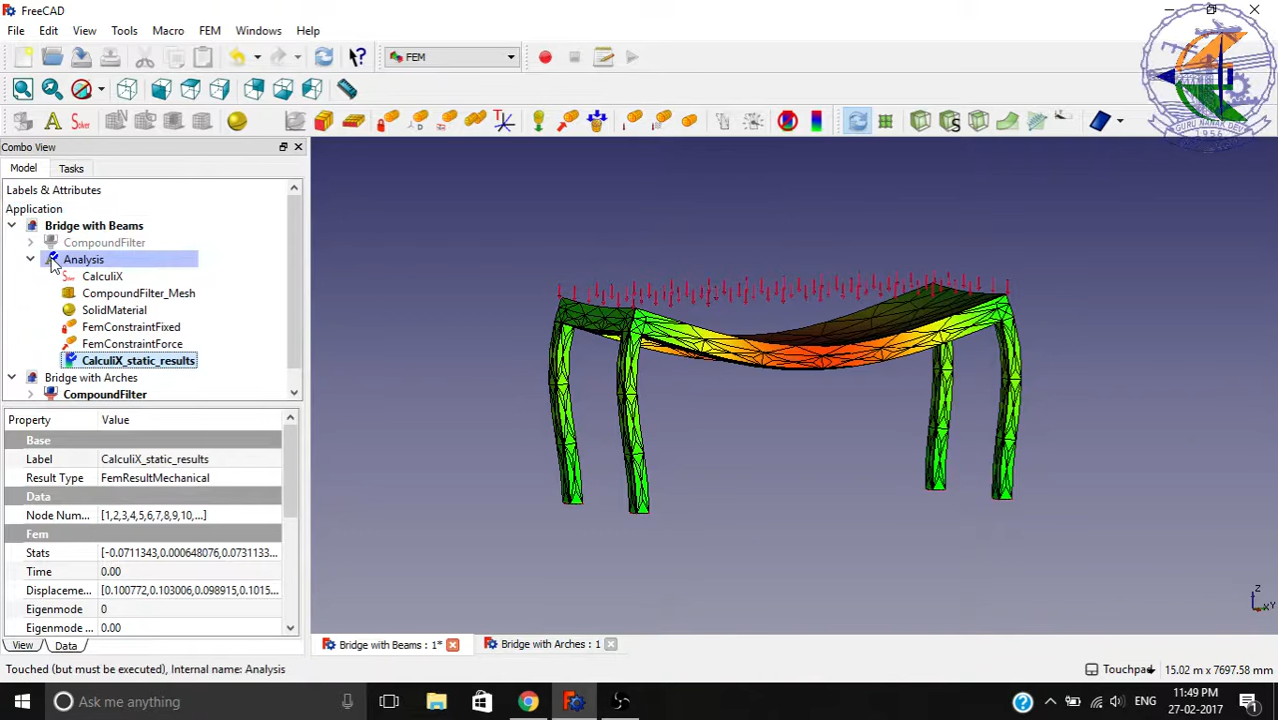 FreeCAD
File Edit View Tools Macro FEM Windows Help
FEM
GURU NANAK DEV
1956
Combo View
Model Tasks
Labels & Attributes
Application
Bridge with Beams
CompoundFilter
Analysis
CalculiX
CompoundFilter_Mesh
SolidMaterial
FemConstraintFixed
FemConstraintForce
CalculiX_static_results
Bridge with Arches
CompoundFilter
Property Value
Base
Label CalculiX_static_results
Result Type FemResultMechanical
Data
Node Num... [1,2,3,4,5,6,7,8,9,10,...]
Fem
Stats [-0.0711343,0.000648076,0.0731133...
Time 0.00
Displaceme... [0.100772,0.103006,0.098915,0.1015...
Eigenmode 0
Eigenmode ... 0.00
View Data
Bridge with Beams : 1* Bridge with Arches : 1
Z
Y
X
Touched (but must be executed), Internal name: Analysis
Touchpad 15.02 m x 7697.58 mm
Ask me anything
ENG
11:49 PM
27-02-2017
1